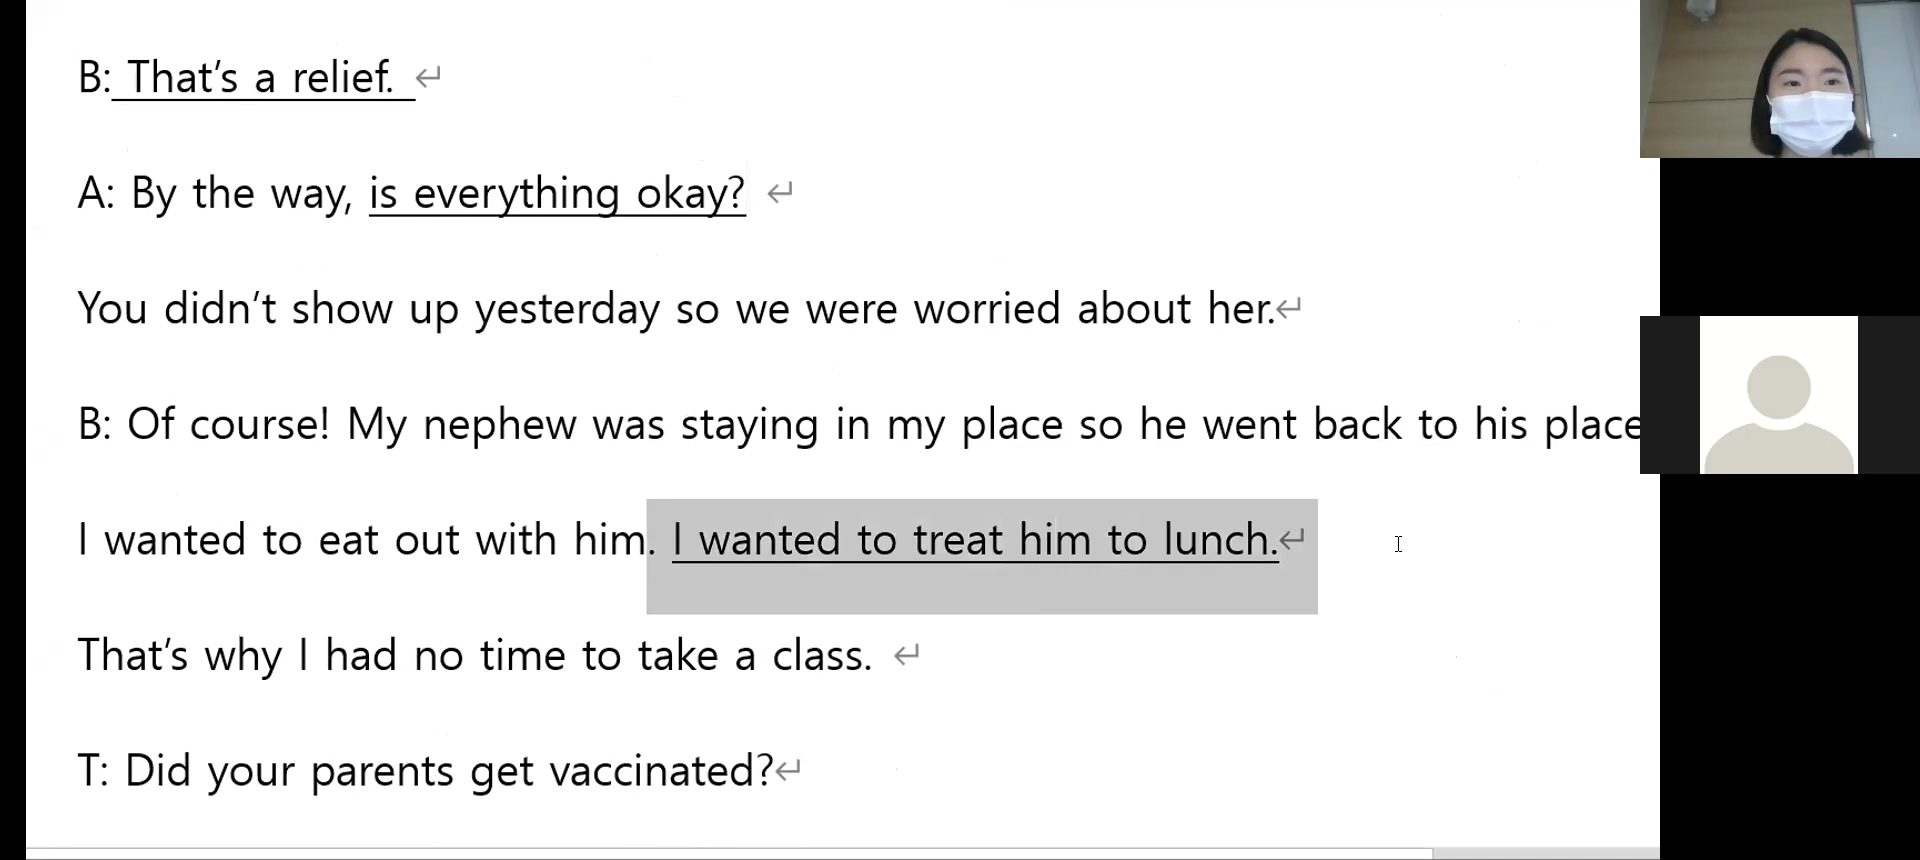 B: That’s a relief.
A: By the way, is everything okay?
You didn’t show up yesterday so we were worried about her.
B: Of course! My nephew was staying in my place so he went back to his place
I wanted to eat out with him. I wanted to treat him to lunch.
That’s why I had no time to take a class.
T: Did your parents get vaccinated?